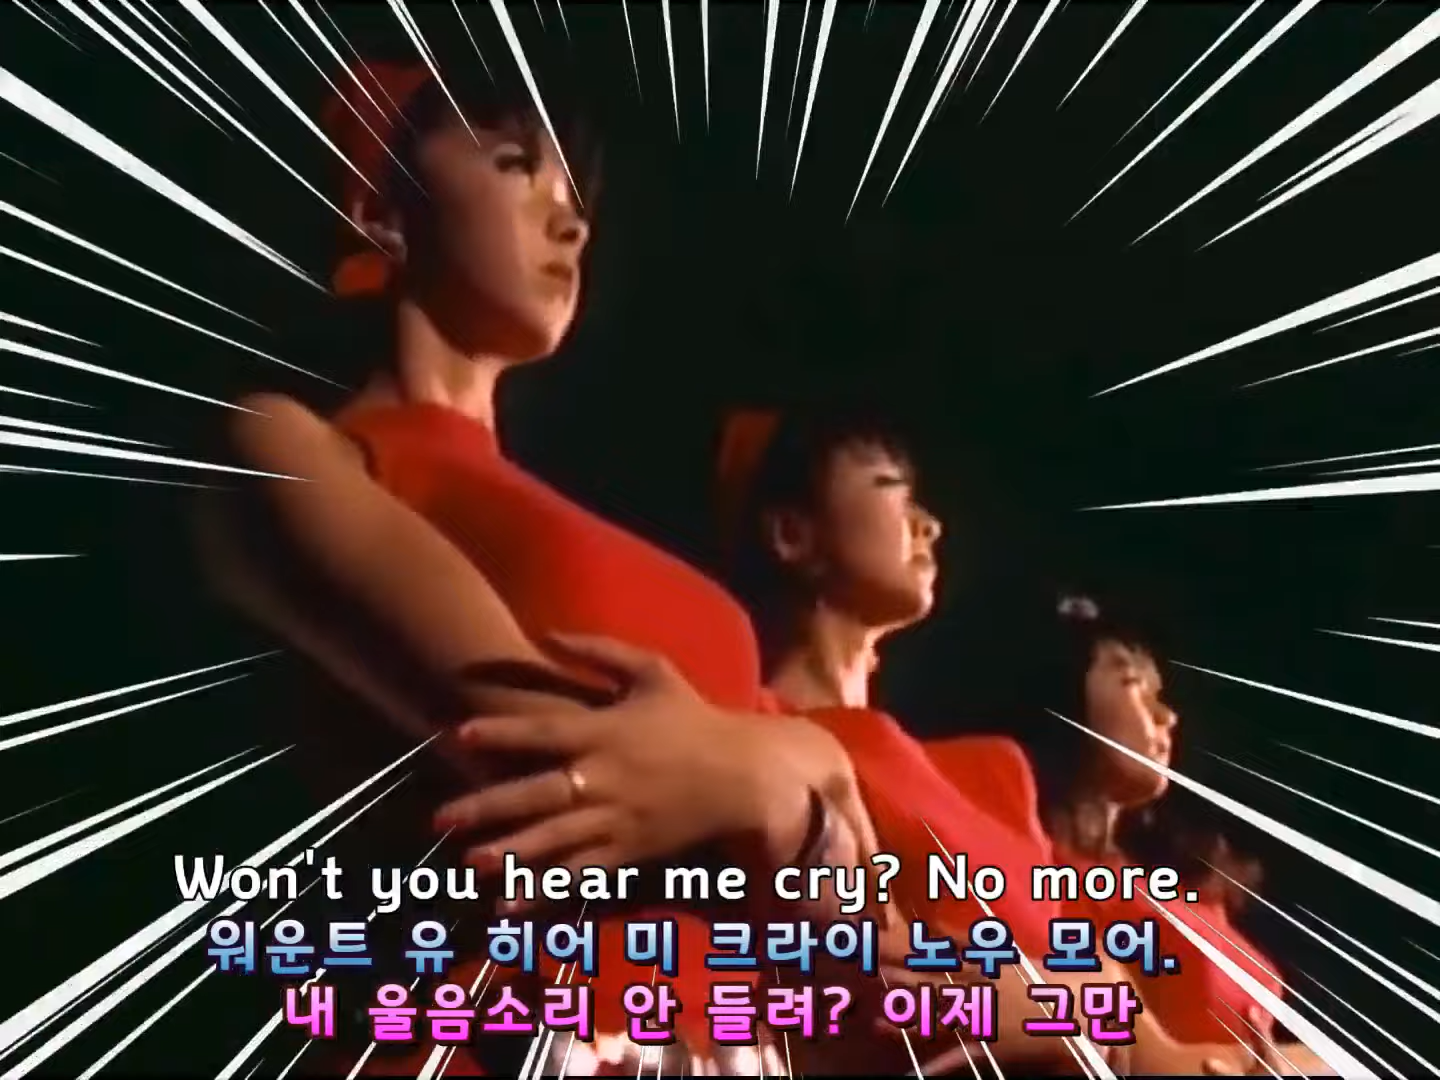 Won't you hear me cry? No more.
워운트 유 히어 미 크라이 노우 모어.
내 울음소리 안 들려? 이제 그만